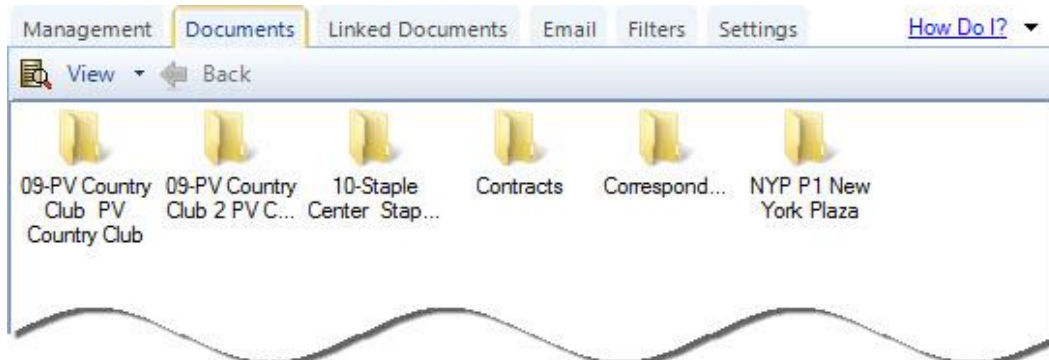 Management Documents Linked Documents Email Filters Settings How Do I?
View Back
09-PV Country Club PV Country Club
09-PV Country Club 2 PV C...
10-Staple Center Stap...
Contracts
Correspond...
NYP P1 New York Plaza